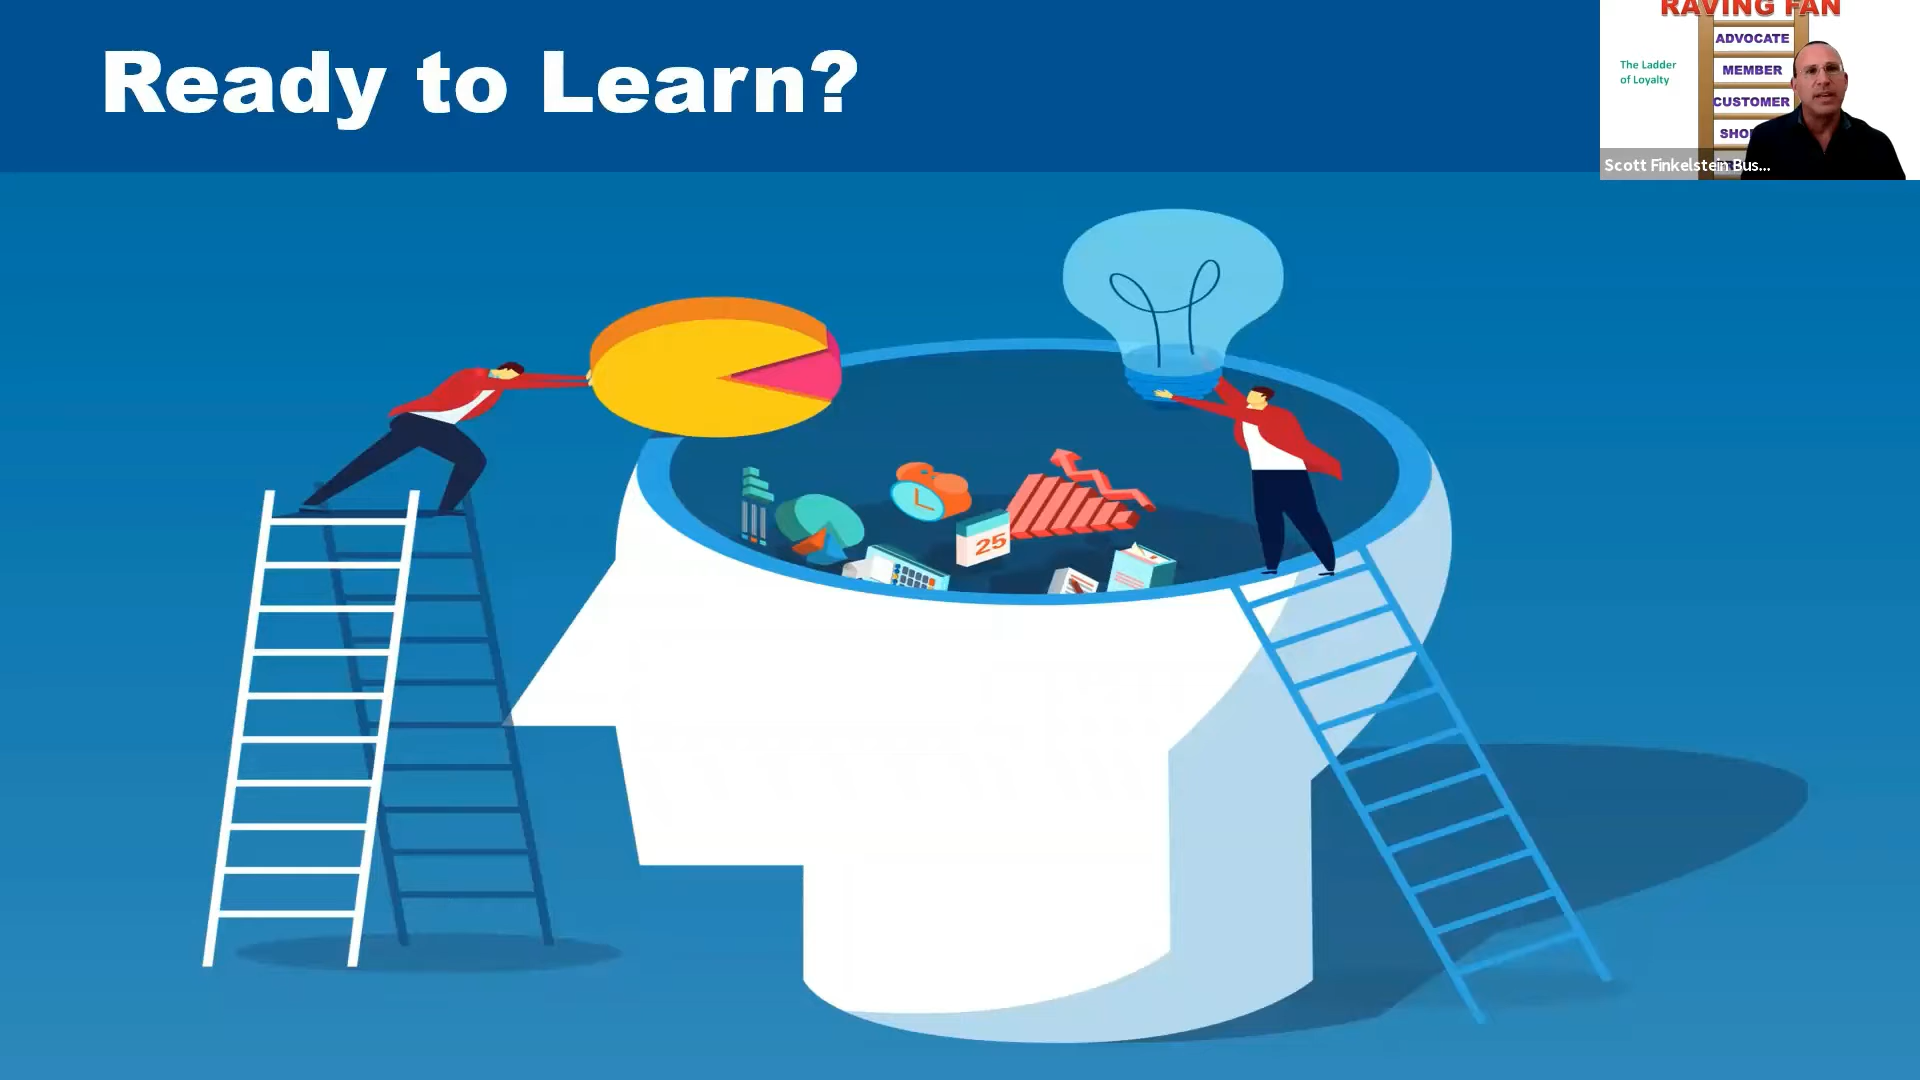 Ready to Learn?
RAVING FAN
ADVOCATE
The Ladder
of Loyalty
MEMBER
CUSTOMER
Scott Finkelstein Bus...
25